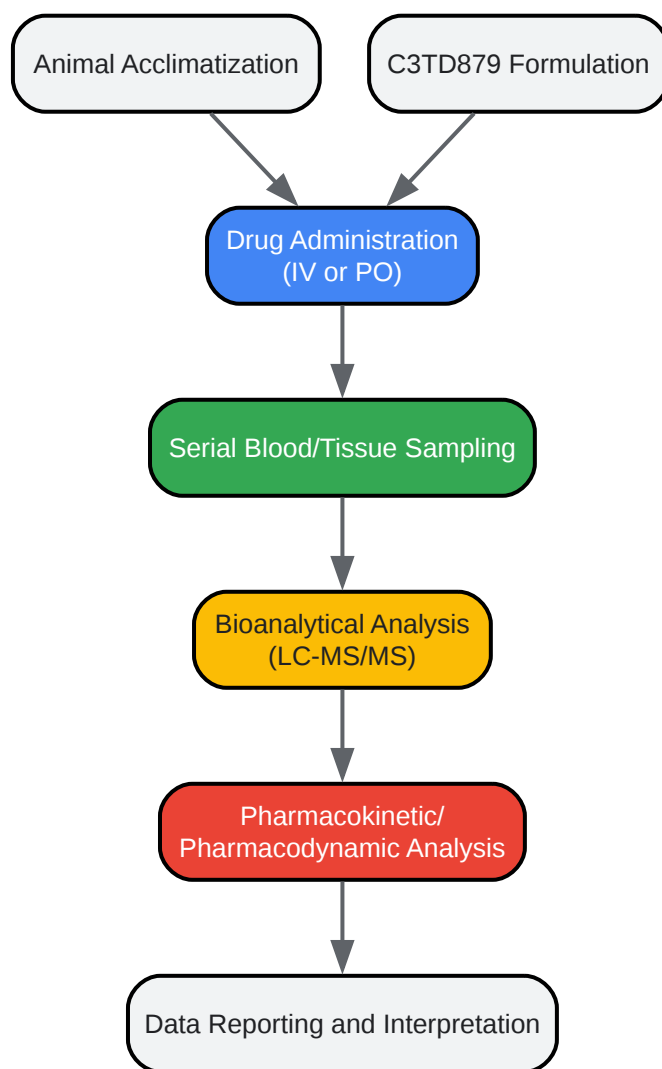 Animal Acclimatization
C3TD879 Formulation
Drug Administration
(IV or PO)
Serial Blood/Tissue Sampling
Bioanalytical Analysis
(LC-MS/MS)
Pharmacokinetic/
Pharmacodynamic Analysis
Data Reporting and Interpretation